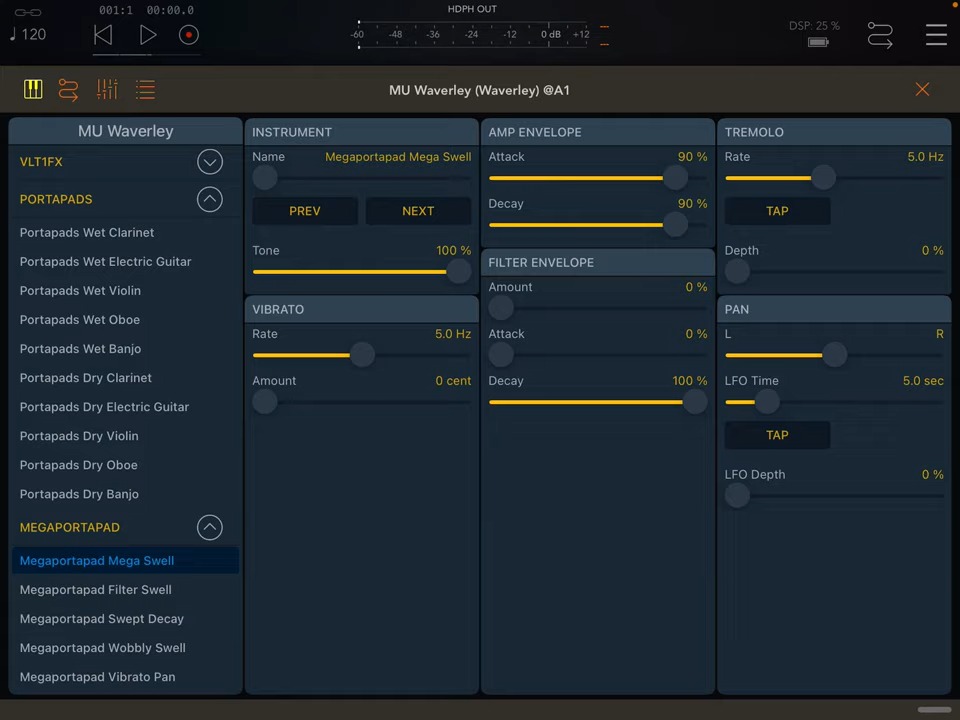 001:1 00:00.0
HDPH OUT
♩ 120
-60 -48 -36 -24 -12 0 dB +12
DSP: 25 %
MU Waverley (Waverley) @A1
MU Waverley
VLT1FX
PORTAPADS
Portapads Wet Clarinet
Portapads Wet Electric Guitar
Portapads Wet Violin
Portapads Wet Oboe
Portapads Wet Banjo
Portapads Dry Clarinet
Portapads Dry Electric Guitar
Portapads Dry Violin
Portapads Dry Oboe
Portapads Dry Banjo
MEGAPORTAPAD
Megaportapad Mega Swell
Megaportapad Filter Swell
Megaportapad Swept Decay
Megaportapad Wobbly Swell
Megaportapad Vibrato Pan
INSTRUMENT
Name Megaportapad Mega Swell
PREV NEXT
Tone 100 %
VIBRATO
Rate 5.0 Hz
Amount 0 cent
AMP ENVELOPE
Attack 90 %
Decay 90 %
FILTER ENVELOPE
Amount 0 %
Attack 0 %
Decay 100 %
TREMOLO
Rate 5.0 Hz
TAP
Depth 0 %
PAN
L R
LFO Time 5.0 sec
TAP
LFO Depth 0 %